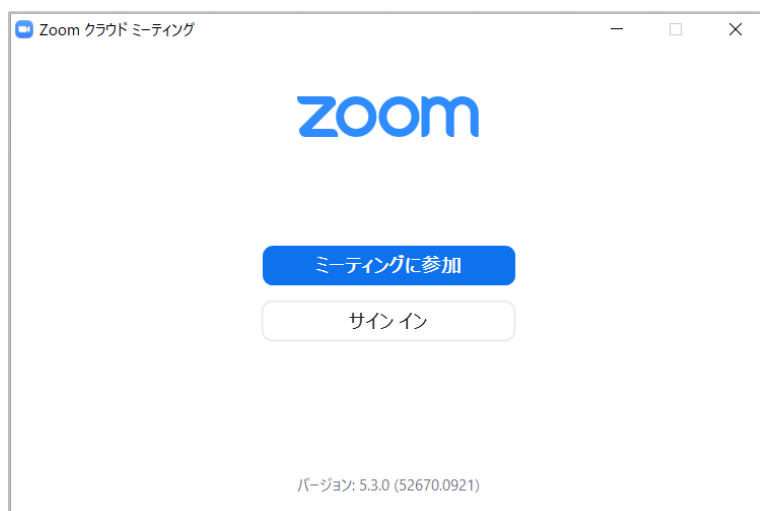 Zoom クラウド ミーティング
zoom
ミーティングに参加
サイン イン
バージョン: 5.3.0 (52670.0921)